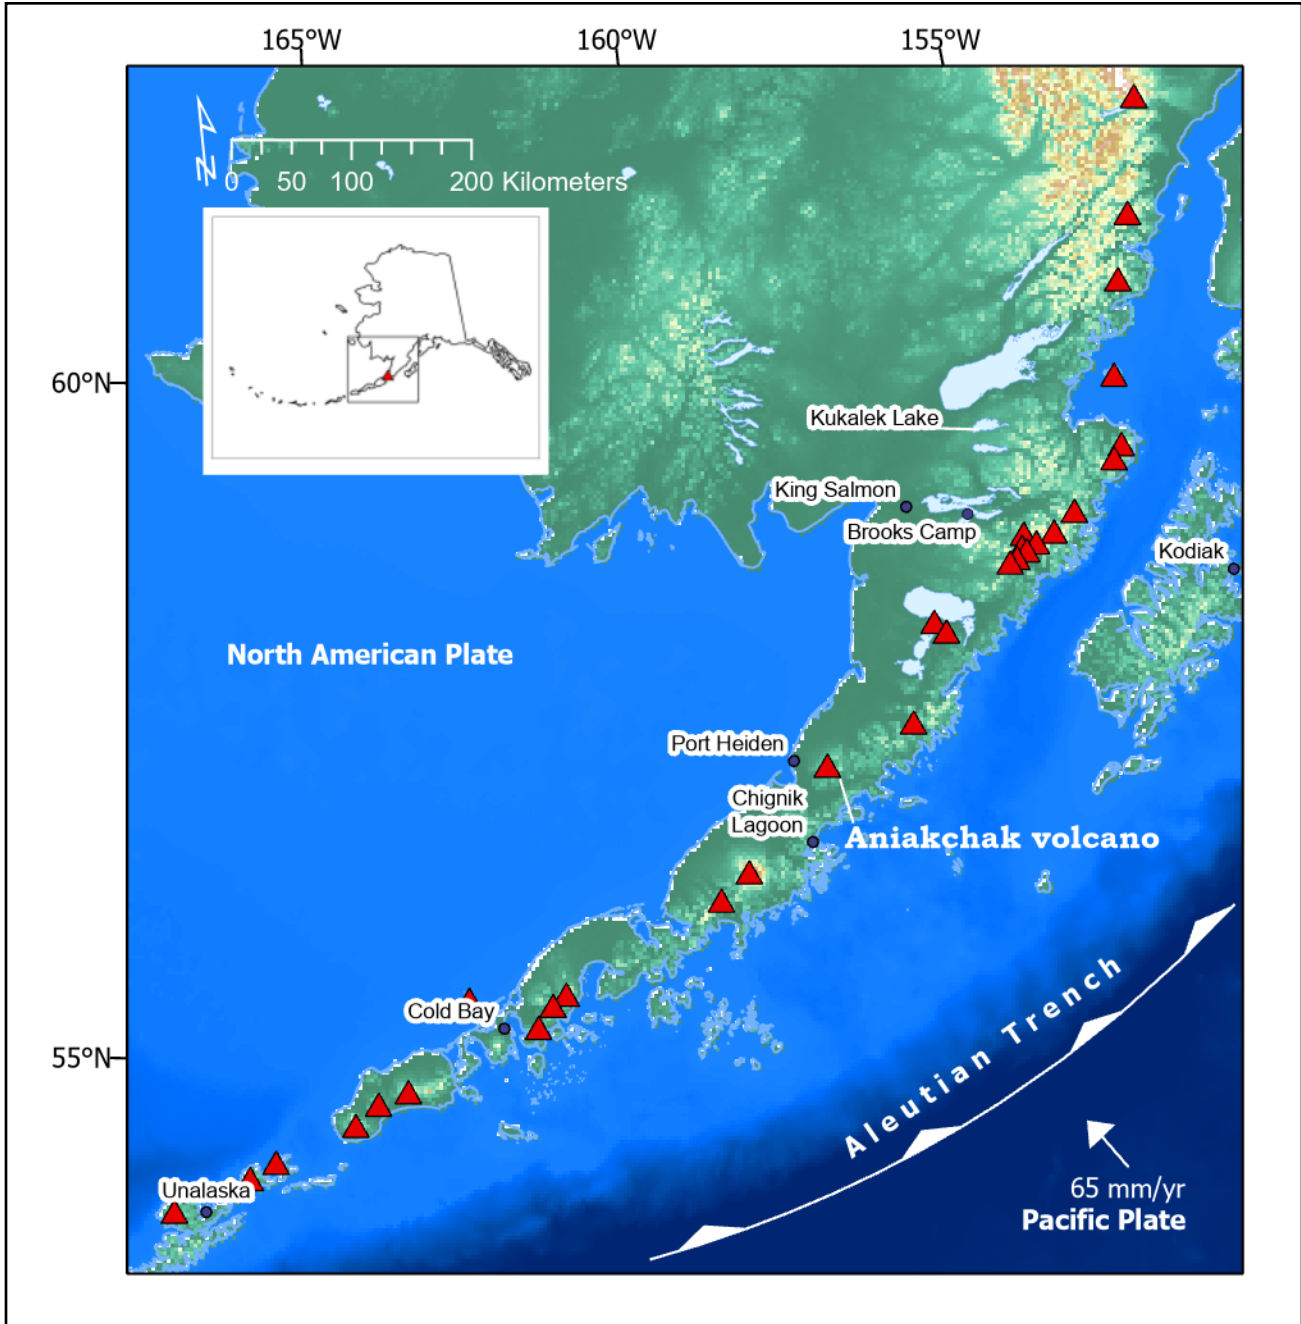 165°W
160°W
155°W
N
0 50 100 200 Kilometers
60°N
Kukalek Lake
King Salmon
Brooks Camp
Kodiak
North American Plate
Port Heiden
Chignik
Lagoon
Aniakchak volcano
Cold Bay
55°N
Aleutian Trench
Unalaska
65 mm/yr
Pacific Plate